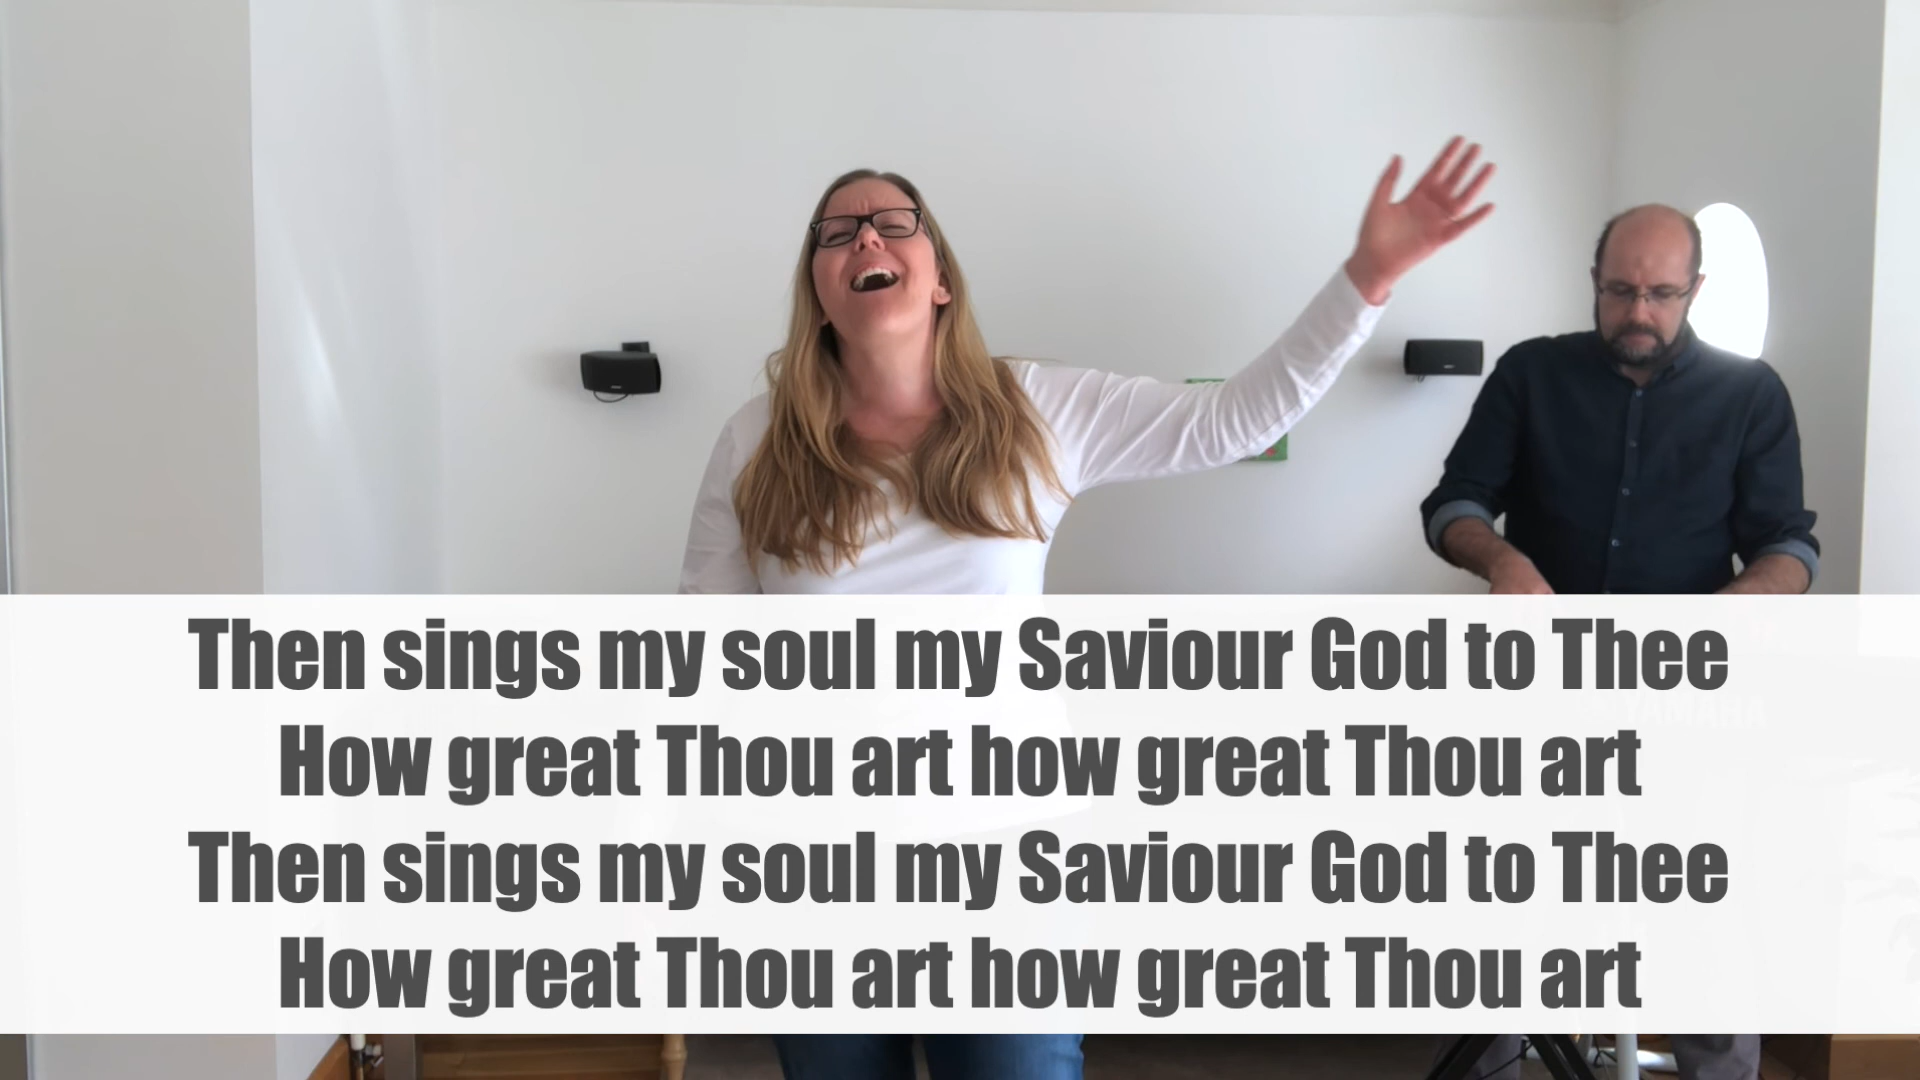 Then sings my soul my Saviour God to Thee
How great Thou art how great Thou art
Then sings my soul my Saviour God to Thee
How great Thou art how great Thou art
YAMAHA